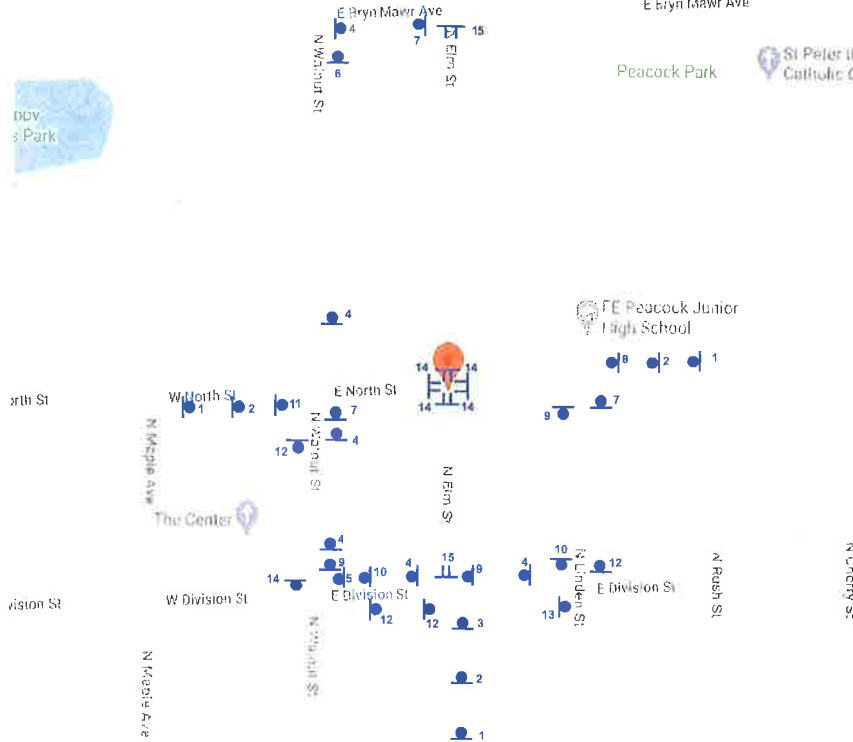 E Bryn Mawr Ave
E Bryn Mawr Ave
4
7
15
6
N Walnut St
N Elm St
Peacock Park
St Peter
Catholic
Park
4
FE Peacock Junior
High School
8
2
1
14
14
14
14
orth St
W North St
1
2
11
E North St
7
9
7
4
12
N Maple Ave
N Walnut St
N Elm St
The Center
4
9
5
10
4
15
9
4
10
12
14
N Linden St
N Rush St
N Cherry St
vision St
W Division St
E Division St
E Division St
12
12
3
13
N Walnut St
N Maple Ave
2
1